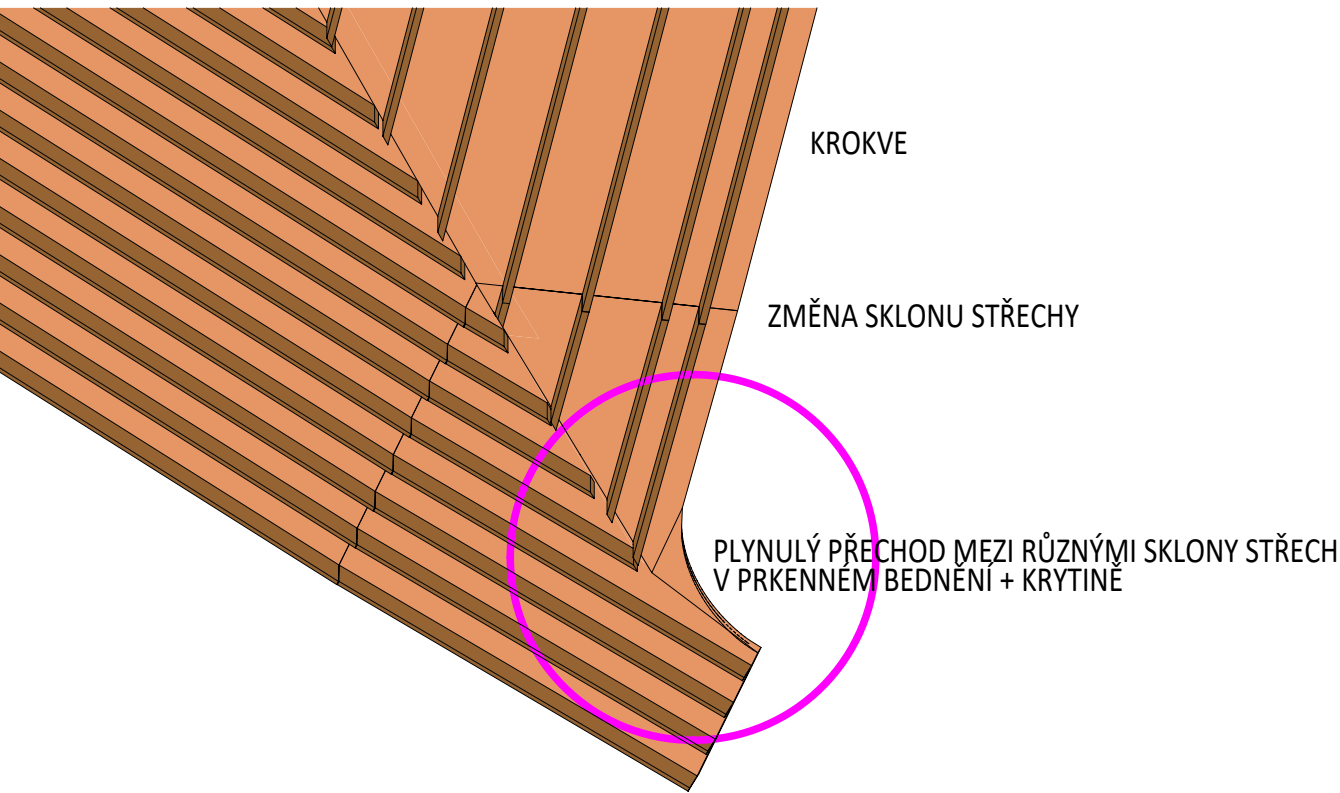 KROKVE
ZMĚNA SKLONU STŘECHY
PLYNULÝ PŘECHOD MEZI RŮZNÝMI SKLONY STŘECH
V PRKENNÉM BEDNĚNÍ + KRYTINĚ